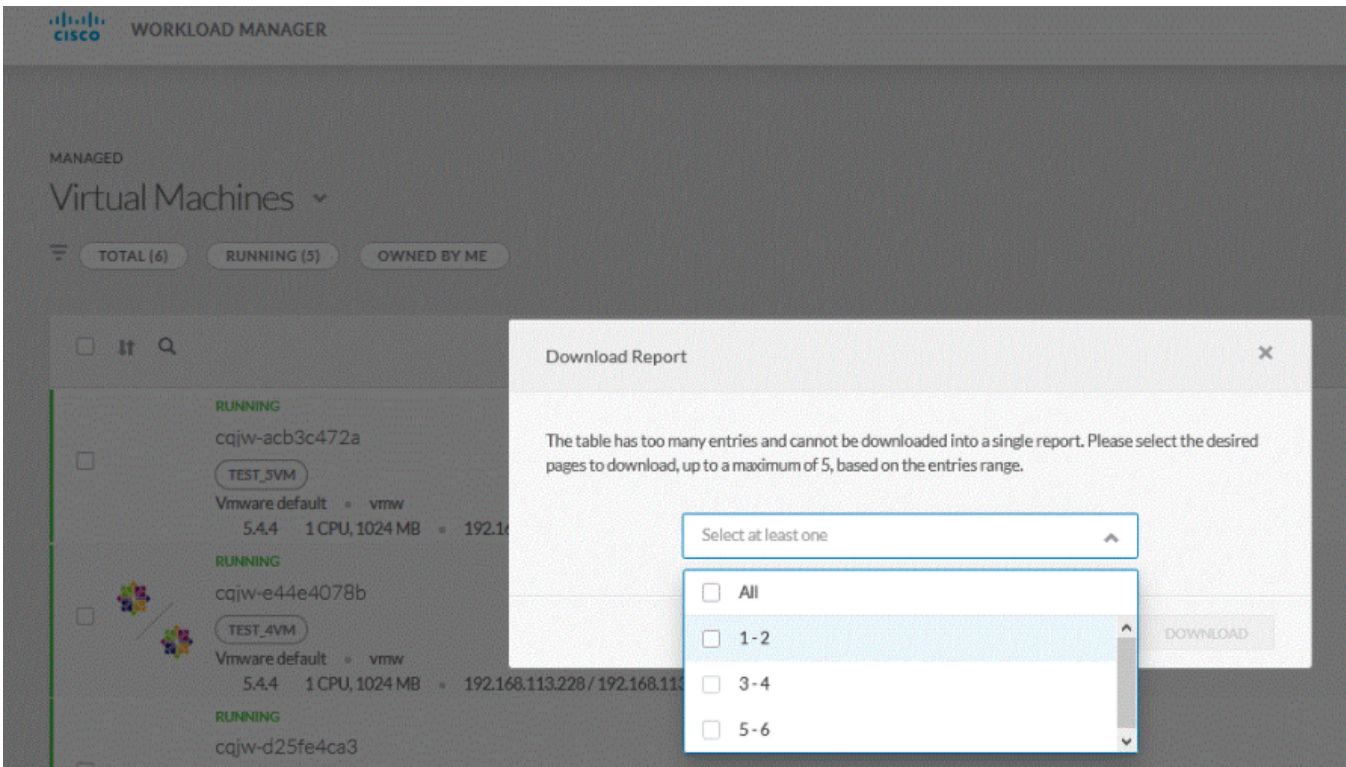 CISCO
WORKLOAD MANAGER
MANAGED
Virtual Machines
TOTAL (6)
RUNNING (5)
OWNED BY ME
Download Report
The table has too many entries and cannot be downloaded into a single report. Please select the desired
pages to download, up to a maximum of 5, based on the entries range.
Select at least one
All
1 - 2
3 - 4
5 - 6
DOWNLOAD
RUNNING
cqjw-acb3c472a
TEST_5VM
Vmware default vmw
5.4.4 1 CPU, 1024 MB 192.16
RUNNING
cqjw-e44e4078b
TEST_4VM
Vmware default vmw
5.4.4 1 CPU, 1024 MB 192.168.113.228 / 192.168.113
RUNNING
cqjw-d25fe4ca3